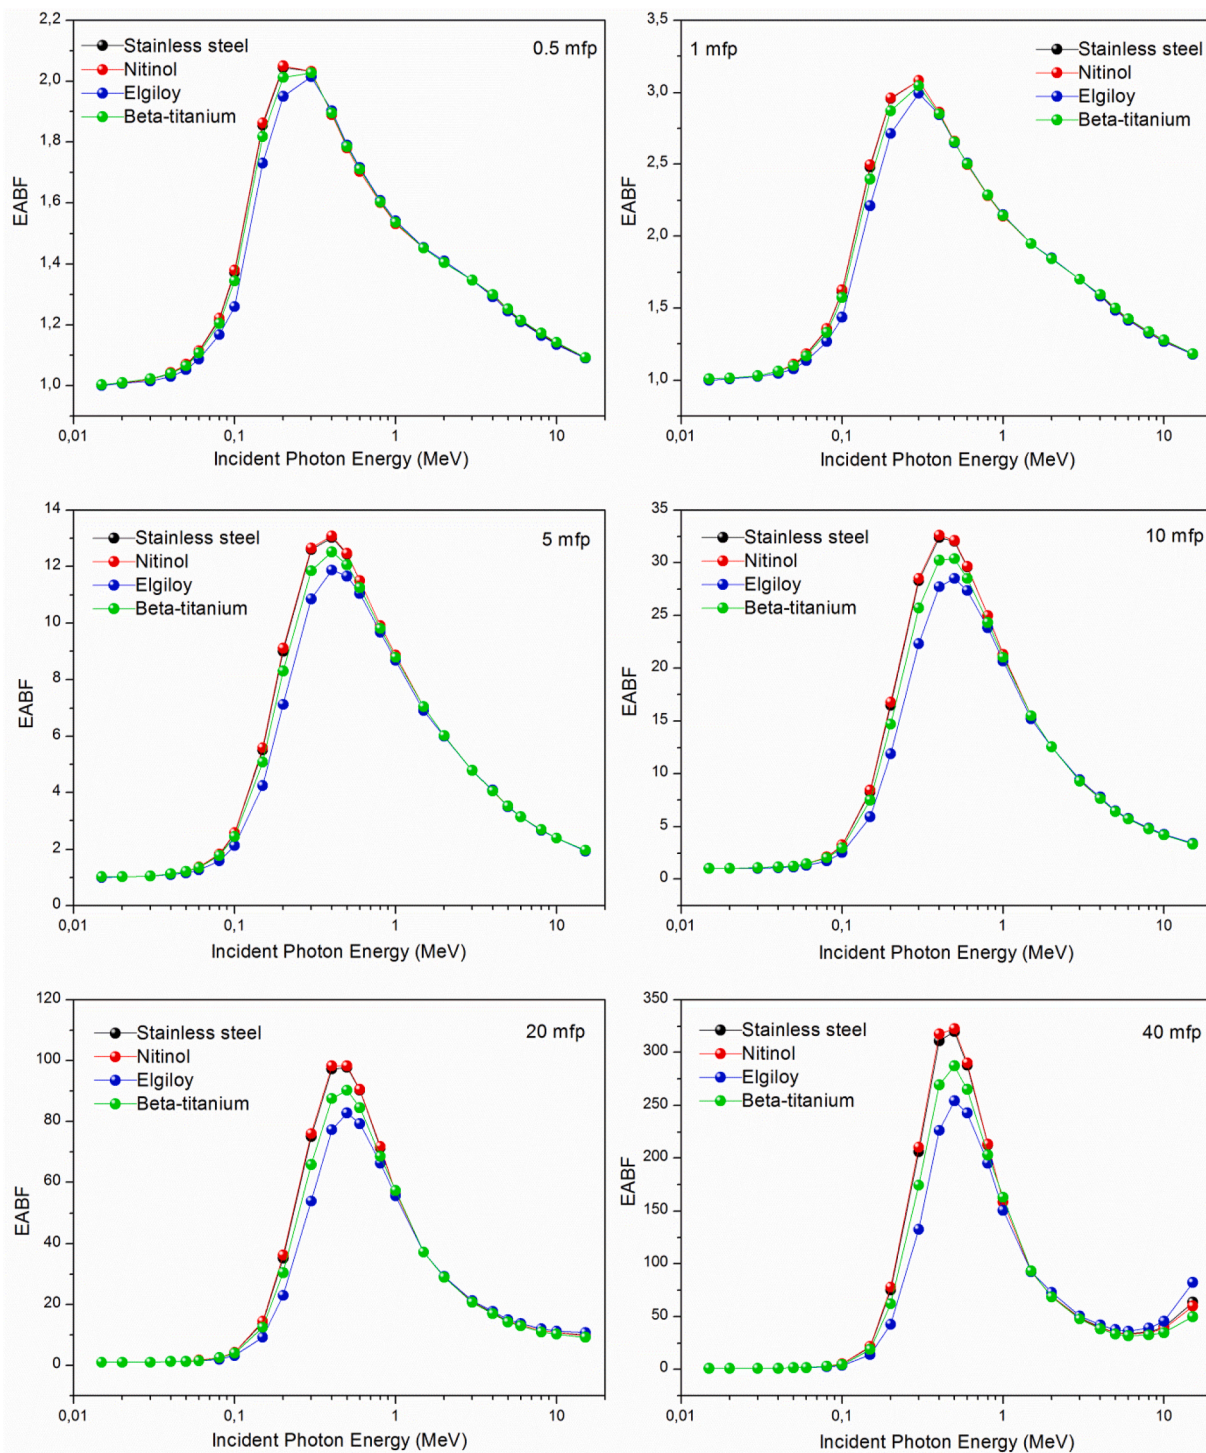 2,2
2,0
1,8
1,6
1,4
1,2
1,0
EABF
Stainless steel
Nitinol
Elgiloy
Beta-titanium
0.5 mfp
0,01
0,1
1
10
Incident Photon Energy (MeV)
3,5
3,0
2,5
2,0
1,5
1,0
EABF
1 mfp
Stainless steel
Nitinol
Elgiloy
Beta-titanium
0,01
0,1
1
10
Incident Photon Energy (MeV)
14
12
10
8
6
4
2
0
EABF
Stainless steel
Nitinol
Elgiloy
Beta-titanium
5 mfp
0,01
0,1
1
10
Incident Photon Energy (MeV)
35
30
25
20
15
10
5
0
EABF
Stainless steel
Nitinol
Elgiloy
Beta-titanium
10 mfp
0,01
0,1
1
10
Incident Photon Energy (MeV)
120
100
80
60
40
20
0
EABF
Stainless steel
Nitinol
Elgiloy
Beta-titanium
20 mfp
0,01
0,1
1
10
Incident Photon Energy (MeV)
350
300
250
200
150
100
50
0
EABF
Stainless steel
Nitinol
Elgiloy
Beta-titanium
40 mfp
0,01
0,1
1
10
Incident Photon Energy (MeV)